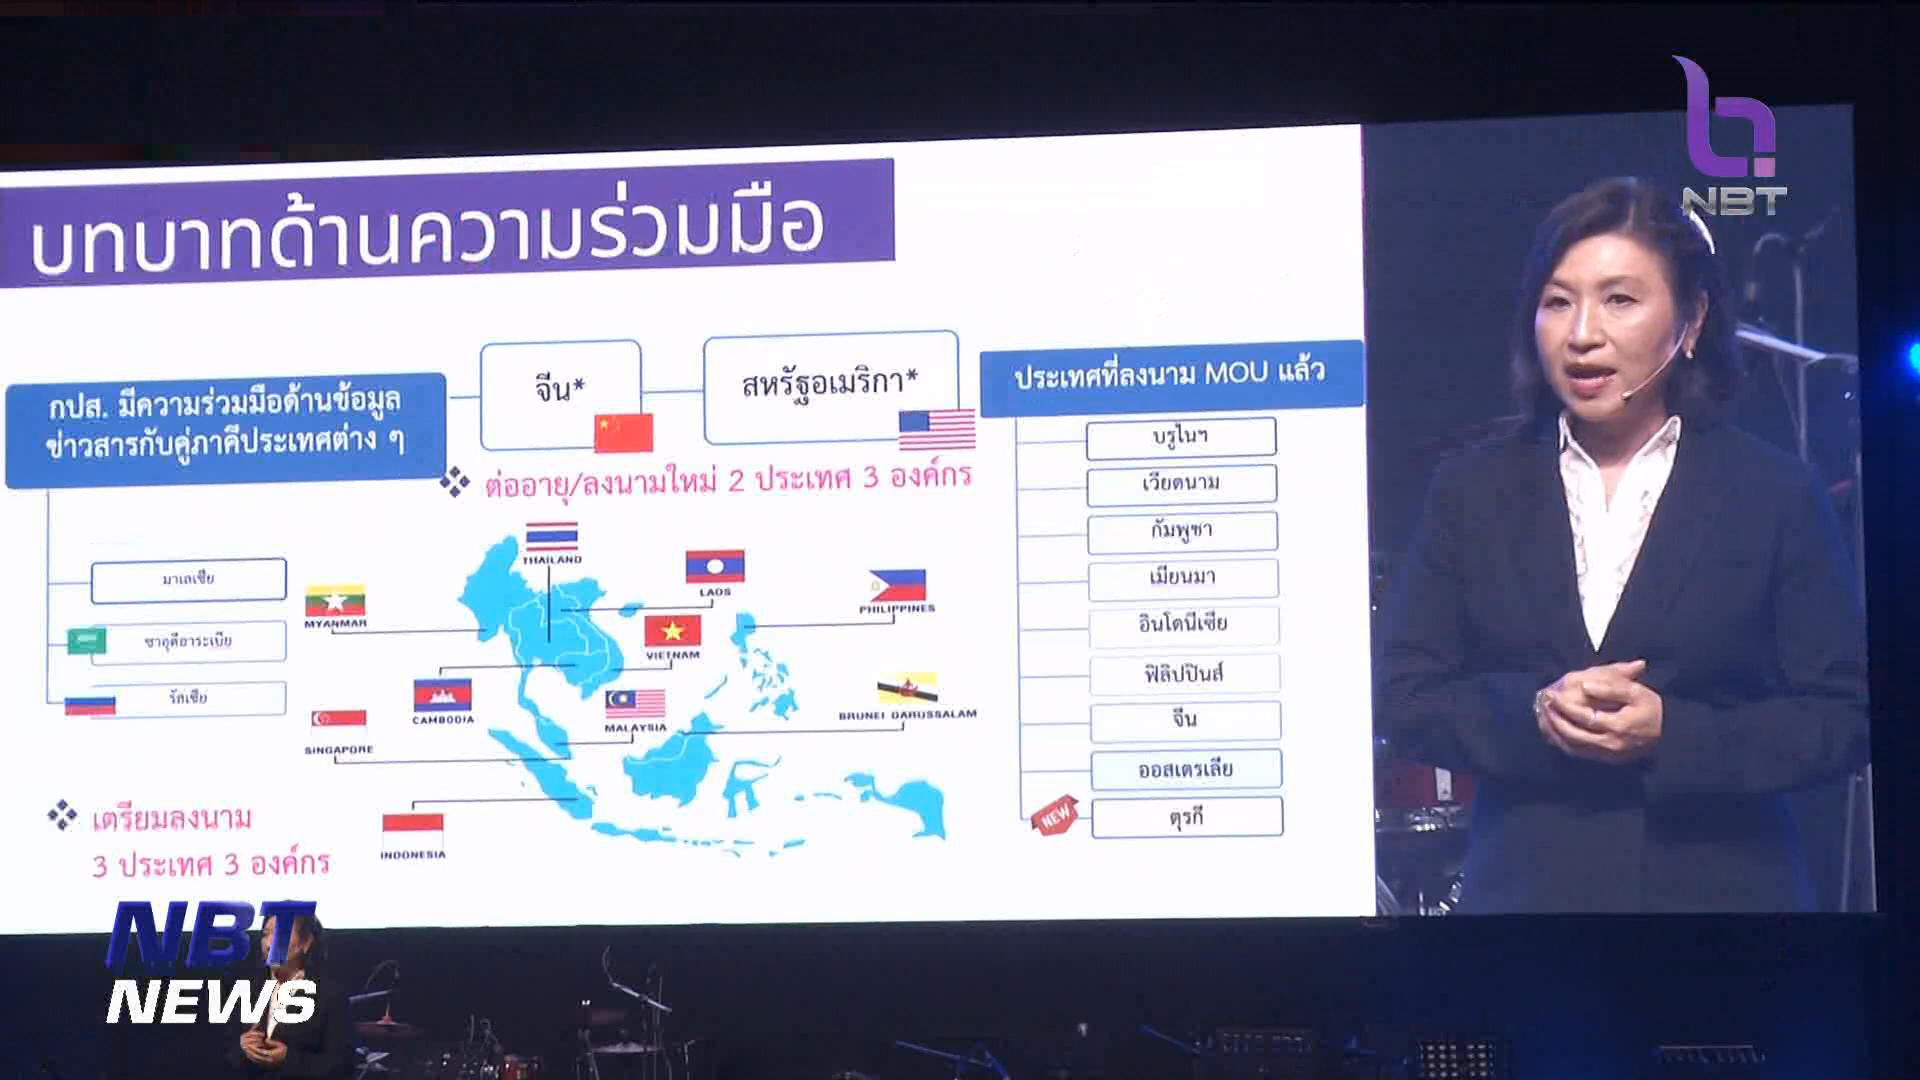 NBT
บทบาทด้านความร่วมมือ
กปส. มีความร่วมมือด้านข้อมูล
ข่าวสารกับคู่ภาคีประเทศต่าง ๆ
จีน*
สหรัฐอเมริกา*
ต่ออายุ/ลงนามใหม่ 2 ประเทศ 3 องค์กร
มาเลเซีย
ซาอุดีอาระเบีย
รัสเซีย
เตรียมลงนาม
3 ประเทศ 3 องค์กร
THAILAND
LAOS
MYANMAR
PHILIPPINES
VIETNAM
CAMBODIA
MALAYSIA
BRUNEI DARUSSALAM
SINGAPORE
INDONESIA
ประเทศที่ลงนาม MOU แล้ว
บรูไนฯ
เวียดนาม
กัมพูชา
เมียนมา
อินโดนีเซีย
ฟิลิปปินส์
จีน
ออสเตรเลีย
NEW
ตุรกี
NBT
NEWS